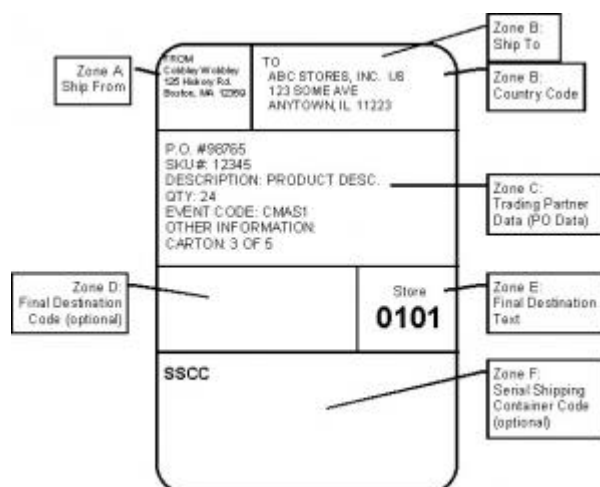 Zone A:
Ship From
FROM
Cobbley Wobbley
125 Hickory Rd.
Boston, MA 12359
TO
ABC STORES, INC. US
123 SOME AVE
ANYTOWN, IL 11223
Zone B:
Ship To
Zone B:
Country Code
P.O. #98765
SKU#: 12345
DESCRIPTION: PRODUCT DESC.
QTY: 24
EVENT CODE: CMAS1
OTHER INFORMATION:
CARTON: 3 OF 5
Zone C:
Trading Partner
Data (PO Data)
Zone D:
Final Destination
Code (optional)
Store
0101
Zone E:
Final Destination
Text
SSCC
Zone F:
Serial Shipping
Container Code
(optional)